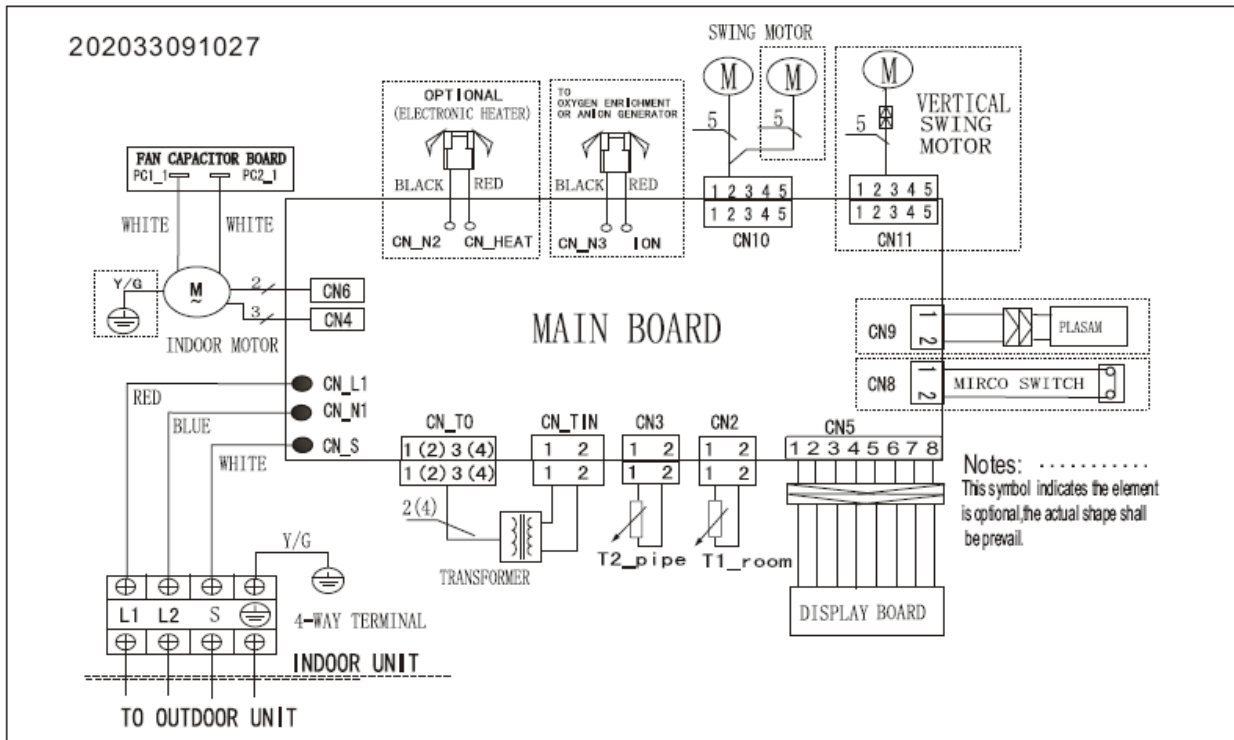 202033091027
SWING MOTOR
M
M
M
5
5
5
VERTICAL
SWING
MOTOR
OPTIONAL
(ELECTRONIC HEATER)
BLACK
RED
CN_N2
CN_HEAT
TO
OXYGEN ENRICHMENT
OR ANION GENERATOR
BLACK
RED
CN_N3
ION
1 2 3 4 5
1 2 3 4 5
CN10
1 2 3 4 5
1 2 3 4 5
CN11
FAN CAPACITOR BOARD
PC1_1
PC2_1
WHITE
WHITE
Y/G
M
~
2
CN6
3
CN4
INDOOR MOTOR
MAIN BOARD
CN9
1
2
PLASAM
CN8
1
2
MIRCO SWITCH
RED
CN_L1
BLUE
CN_N1
WHITE
CN_S
CN_TO
1 (2) 3 (4)
1 (2) 3 (4)
2(4)
TRANSFORMER
CN_TIN
1 2
1 2
CN3
1 2
1 2
T2_pipe
CN2
1 2
1 2
T1_room
CN5
1 2 3 4 5 6 7 8
DISPLAY BOARD
Notes: ..........
This symbol indicates the element
is optional,the actual shape shall
be prevail.
Y/G
L1 L2 S
4-WAY TERMINAL
INDOOR UNIT
TO OUTDOOR UNIT